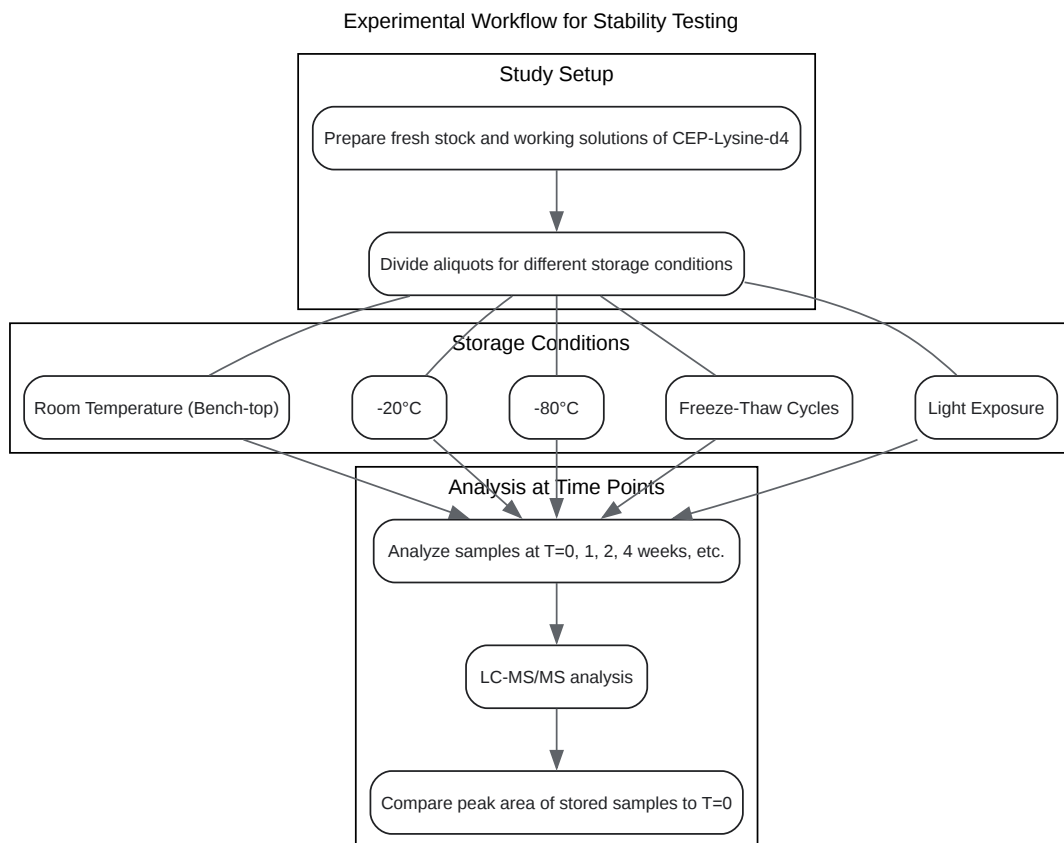 Experimental Workflow for Stability Testing
Study Setup
Prepare fresh stock and working solutions of CEP-Lysine-d4
Divide aliquots for different storage conditions
Storage Conditions
Room Temperature (Bench-top)
-20°C
-80°C
Freeze-Thaw Cycles
Light Exposure
Analysis at Time Points
Analyze samples at T=0, 1, 2, 4 weeks, etc.
LC-MS/MS analysis
Compare peak area of stored samples to T=0